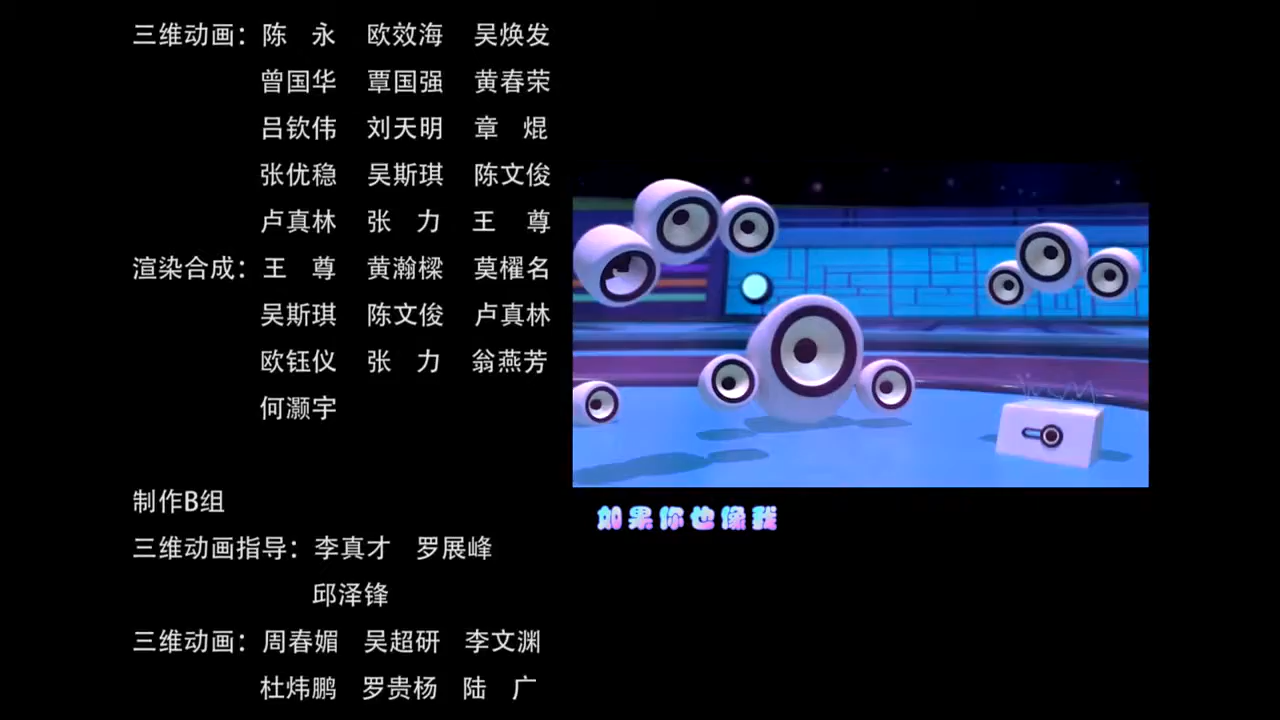 三维动画：陈 永 欧效海 吴焕发
曾国华 覃国强 黄春荣
吕钦伟 刘天明 章 焜
张优稳 吴斯琪 陈文俊
卢真林 张 力 王 尊
渲染合成：王 尊 黄瀚樑 莫櫂名
吴斯琪 陈文俊 卢真林
欧钰仪 张 力 翁燕芳
何灏宇
制作B组
三维动画指导：李真才 罗展峰
邱泽锋
三维动画：周春媚 吴超研 李文渊
杜炜鹏 罗贵杨 陆 广
如果你也像我